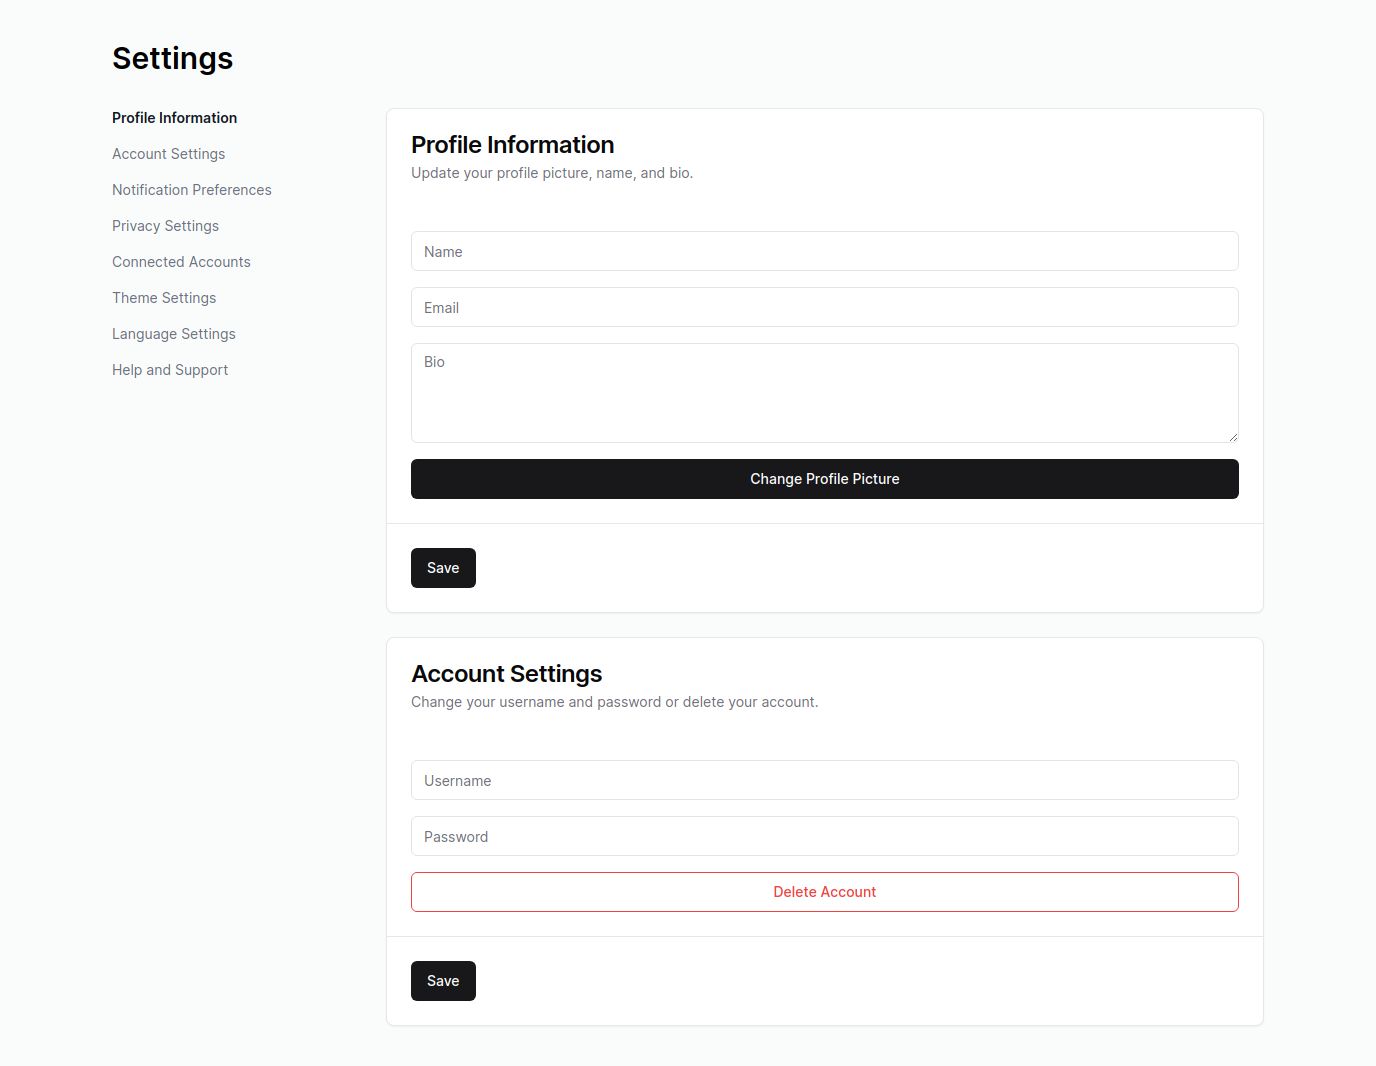 Settings
Profile Information
Account Settings
Notification Preferences
Privacy Settings
Connected Accounts
Theme Settings
Language Settings
Help and Support
Profile Information
Update your profile picture, name, and bio.
Name
Email
Bio
Change Profile Picture
Save
Account Settings
Change your username and password or delete your account.
Username
Password
Delete Account
Save